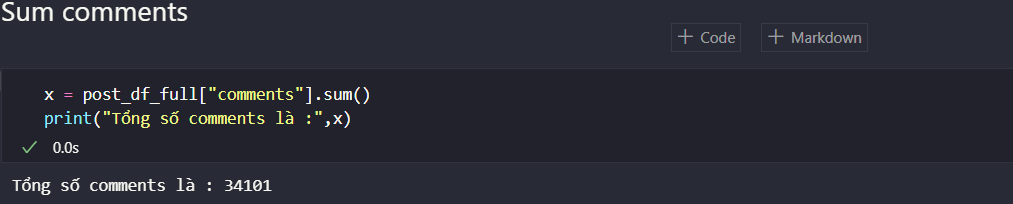 Sum comments
+ Code + Markdown
x = post_df_full["comments"].sum()
print("Tổng số comments là :",x)
0.0s
Tổng số comments là : 34101